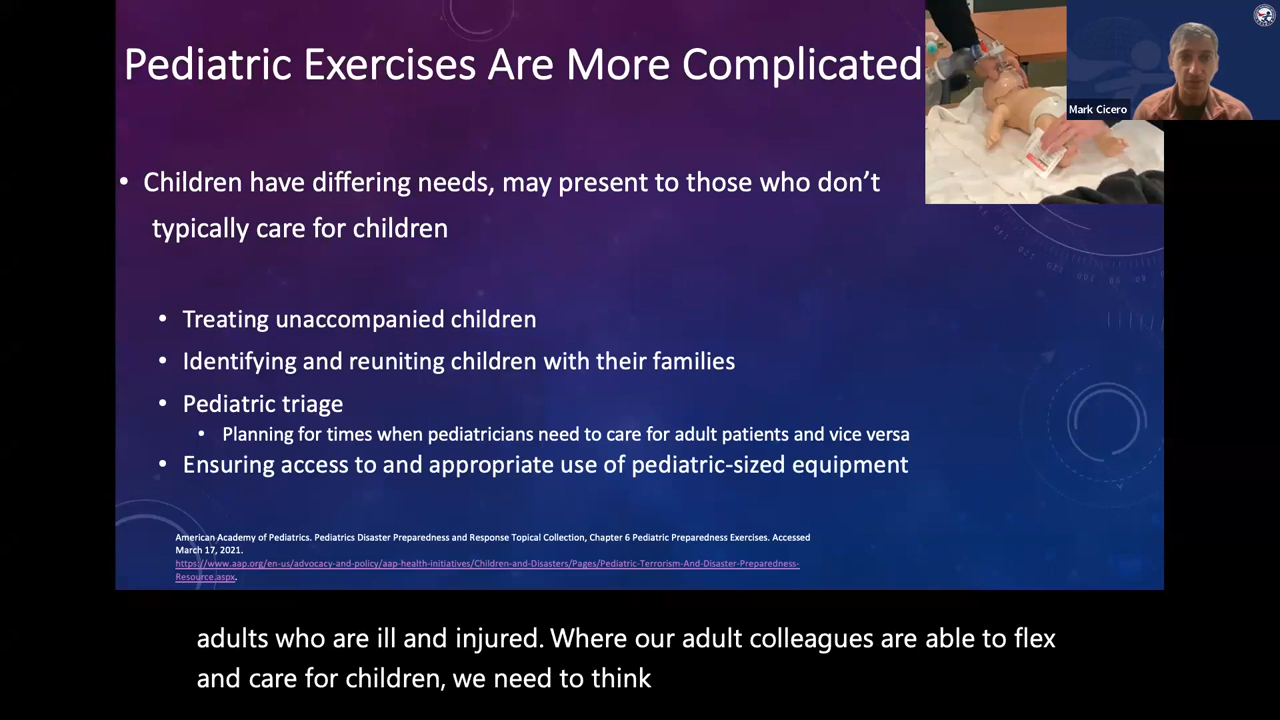 Pediatric Exercises Are More Complicated
Mark Cicero
• Children have differing needs, may present to those who don't
typically care for children
• Treating unaccompanied children
• Identifying and reuniting children with their families
• Pediatric triage
• Planning for times when pediatricians need to care for adult patients and vice versa
• Ensuring access to and appropriate use of pediatric-sized equipment
American Academy of Pediatrics. Pediatrics Disaster Preparedness and Response Topical Collection, Chapter 6 Pediatric Preparedness Exercises. Accessed
March 17, 2021.
https://www.aap.org/en-us/advocacy-and-policy/aap-health-initiatives/Children-and-Disasters/Pages/Pediatric-Terrorism-And-Disaster-Preparedness-
Resource.aspx.
adults who are ill and injured. Where our adult colleagues are able to flex
and care for children, we need to think